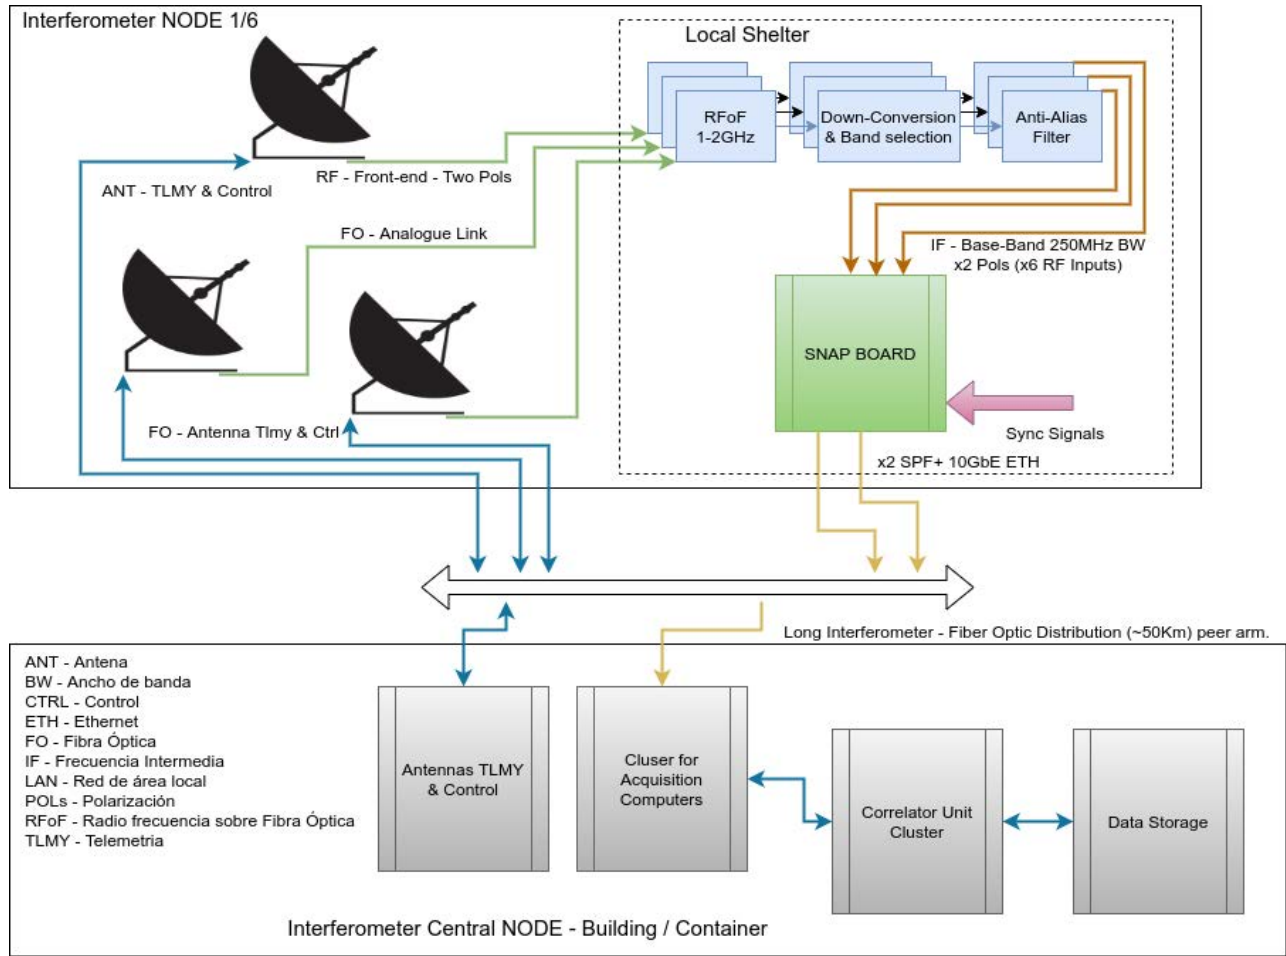 Interferometer NODE 1/6
Local Shelter
RFoF
1-2GHz
Down-Conversion
& Band selection
Anti-Alias
Filter
ANT - TLMY & Control
RF - Front-end - Two Pols
FO - Analogue Link
IF - Base-Band 250MHz BW
x2 Pols (x6 RF Inputs)
SNAP BOARD
Sync Signals
FO - Antenna Tlmy & Ctrl
x2 SPF+ 10GbE ETH
Long Interferometer - Fiber Optic Distribution (~50Km) peer arm.
ANT - Antena
BW - Ancho de banda
CTRL - Control
ETH - Ethernet
FO - Fibra Óptica
IF - Frecuencia Intermedia
LAN - Red de área local
POLs - Polarización
RFoF - Radio frecuencia sobre Fibra Óptica
TLMY - Telemetria
Antennas TLMY
& Control
Cluser for
Acquisition
Computers
Correlator Unit
Cluster
Data Storage
Interferometer Central NODE - Building / Container